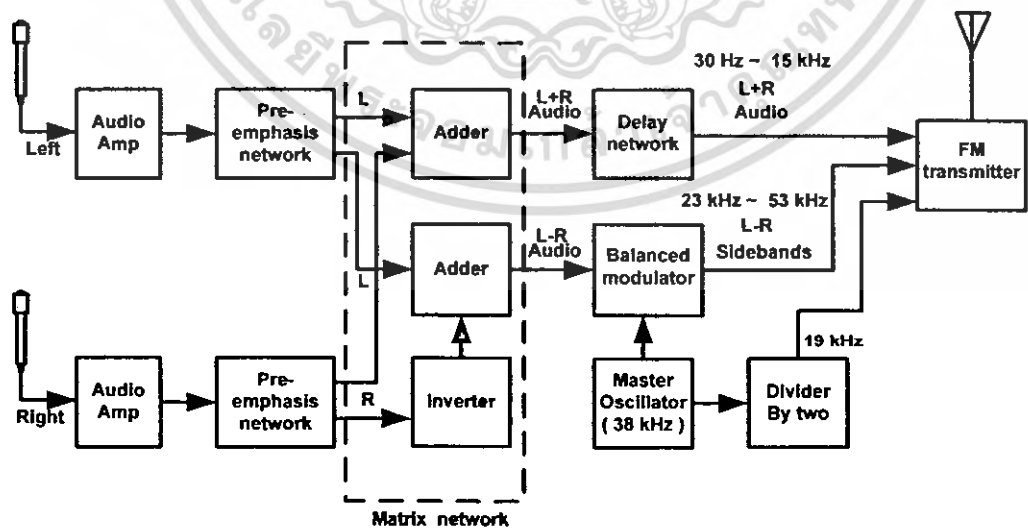 Left
Audio
Amp
Pre-
emphasis
network
L
L
Adder
L+R
Audio
Delay
network
30 Hz ~ 15 kHz
L+R
Audio
FM
transmitter
Adder
L-R
Audio
Balanced
modulator
23 kHz ~ 53 kHz
L-R
Sidebands
Right
Audio
Amp
Pre-
emphasis
network
R
Inverter
Master
Oscillator
( 38 kHz )
Divider
By two
19 kHz
Matrix network